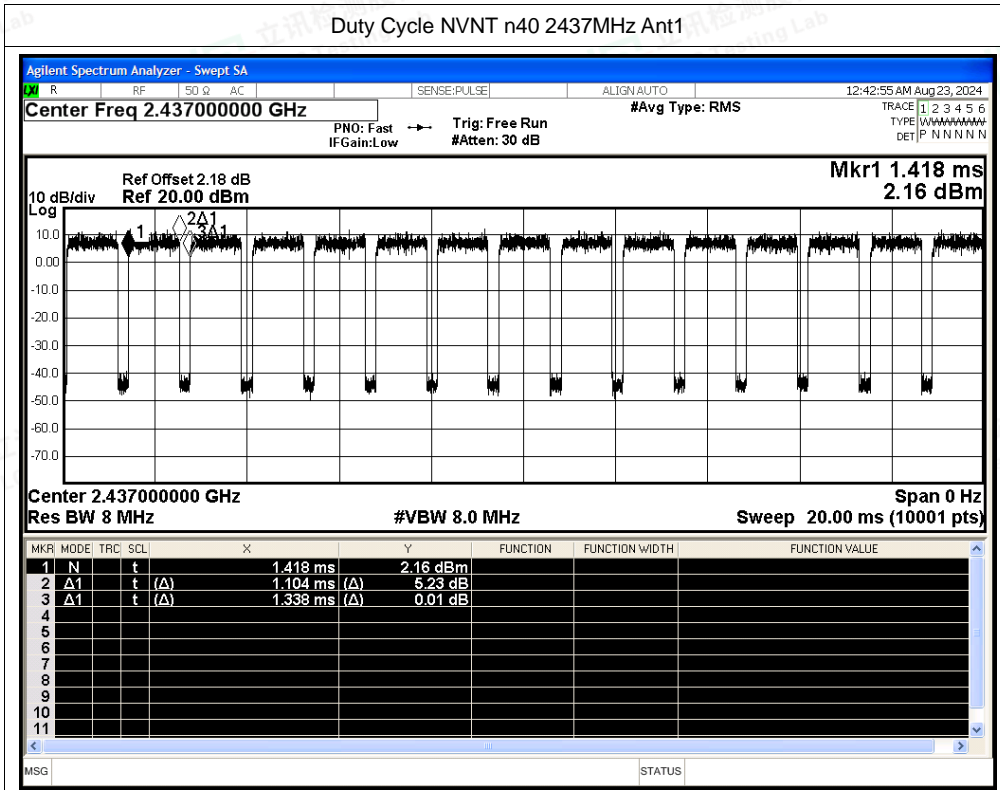 Duty Cycle NVNT n40 2437MHz Ant1
Agilent Spectrum Analyzer - Swept SA
LXI R RF 50 Ω AC SENSE:PULSE ALIGN AUTO 12:42:55 AM Aug 23, 2024
Center Freq 2.437000000 GHz #Avg Type: RMS TRACE 1 2 3 4 5 6
PNO: Fast Trig: Free Run TYPE WWWWWW
IFGain:Low #Atten: 30 dB DET P N N N N N
Mkr1 1.418 ms
Ref Offset 2.18 dB
10 dB/div Ref 20.00 dBm 2.16 dBm
Log
2Δ1
10.0 1 3Δ1
0.00
-10.0
-20.0
-30.0
-40.0
-50.0
-60.0
-70.0
Center 2.437000000 GHz Span 0 Hz
Res BW 8 MHz #VBW 8.0 MHz Sweep 20.00 ms (10001 pts)
MKR MODE TRC SCL X Y FUNCTION FUNCTION WIDTH FUNCTION VALUE
1 N t 1.418 ms 2.16 dBm
2 Δ1 t (Δ) 1.104 ms (Δ) 5.23 dB
3 Δ1 t (Δ) 1.338 ms (Δ) 0.01 dB
4
5
6
7
8
9
10
11
MSG STATUS